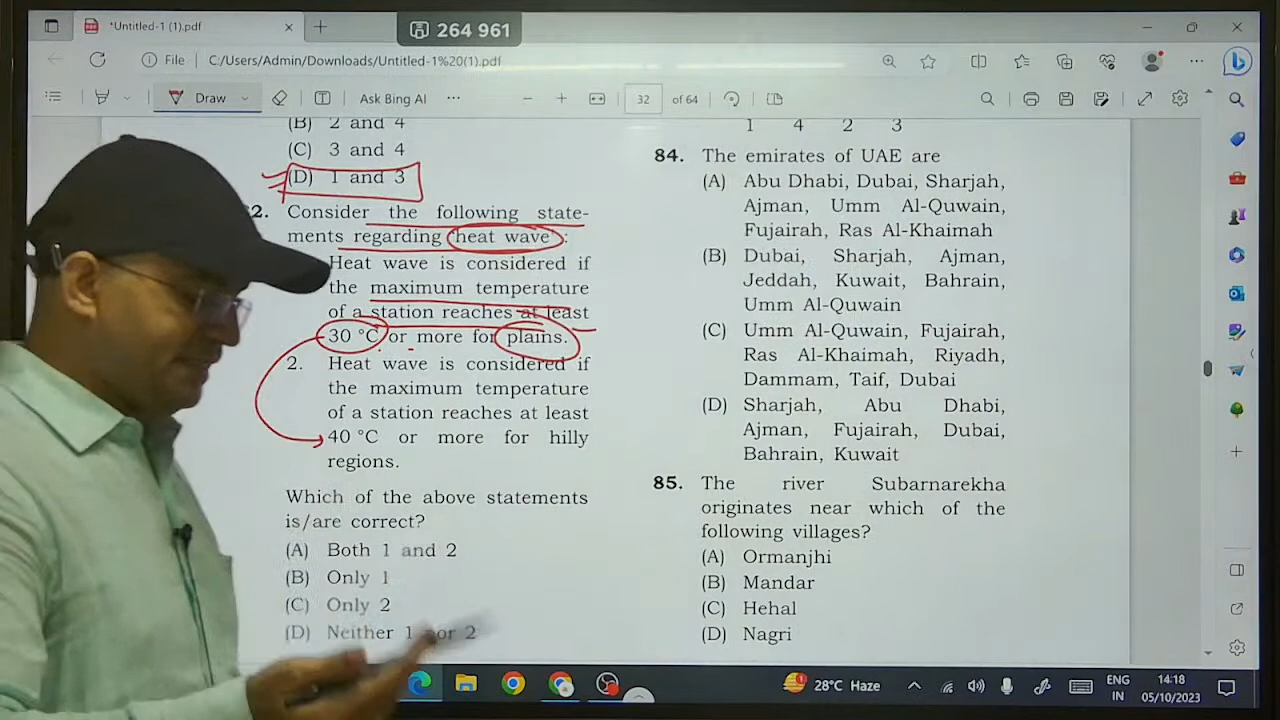 *Untitled-1 (1).pdf
264 961
File
C:/Users/Admin/Downloads/Untitled-1%20(1).pdf
Draw
Ask Bing AI
32
of 64
(B) 2 and 4
(C) 3 and 4
(D) 1 and 3
2. Consider the following state-
ments regarding heat wave :
Heat wave is considered if
the maximum temperature
of a station reaches at least
30 °C or more for plains.
2. Heat wave is considered if
the maximum temperature
of a station reaches at least
40 °C or more for hilly
regions.
Which of the above statements
is/are correct?
(A) Both 1 and 2
(B) Only 1
(C) Only 2
(D) Neither 1 nor 2
1 4 2 3
84. The emirates of UAE are
(A) Abu Dhabi, Dubai, Sharjah,
Ajman, Umm Al-Quwain,
Fujairah, Ras Al-Khaimah
(B) Dubai, Sharjah, Ajman,
Jeddah, Kuwait, Bahrain,
Umm Al-Quwain
(C) Umm Al-Quwain, Fujairah,
Ras Al-Khaimah, Riyadh,
Dammam, Taif, Dubai
(D) Sharjah, Abu Dhabi,
Ajman, Fujairah, Dubai,
Bahrain, Kuwait
85. The river Subarnarekha
originates near which of the
following villages?
(A) Ormanjhi
(B) Mandar
(C) Hehal
(D) Nagri
28°C Haze
ENG
IN
14:18
05/10/2023